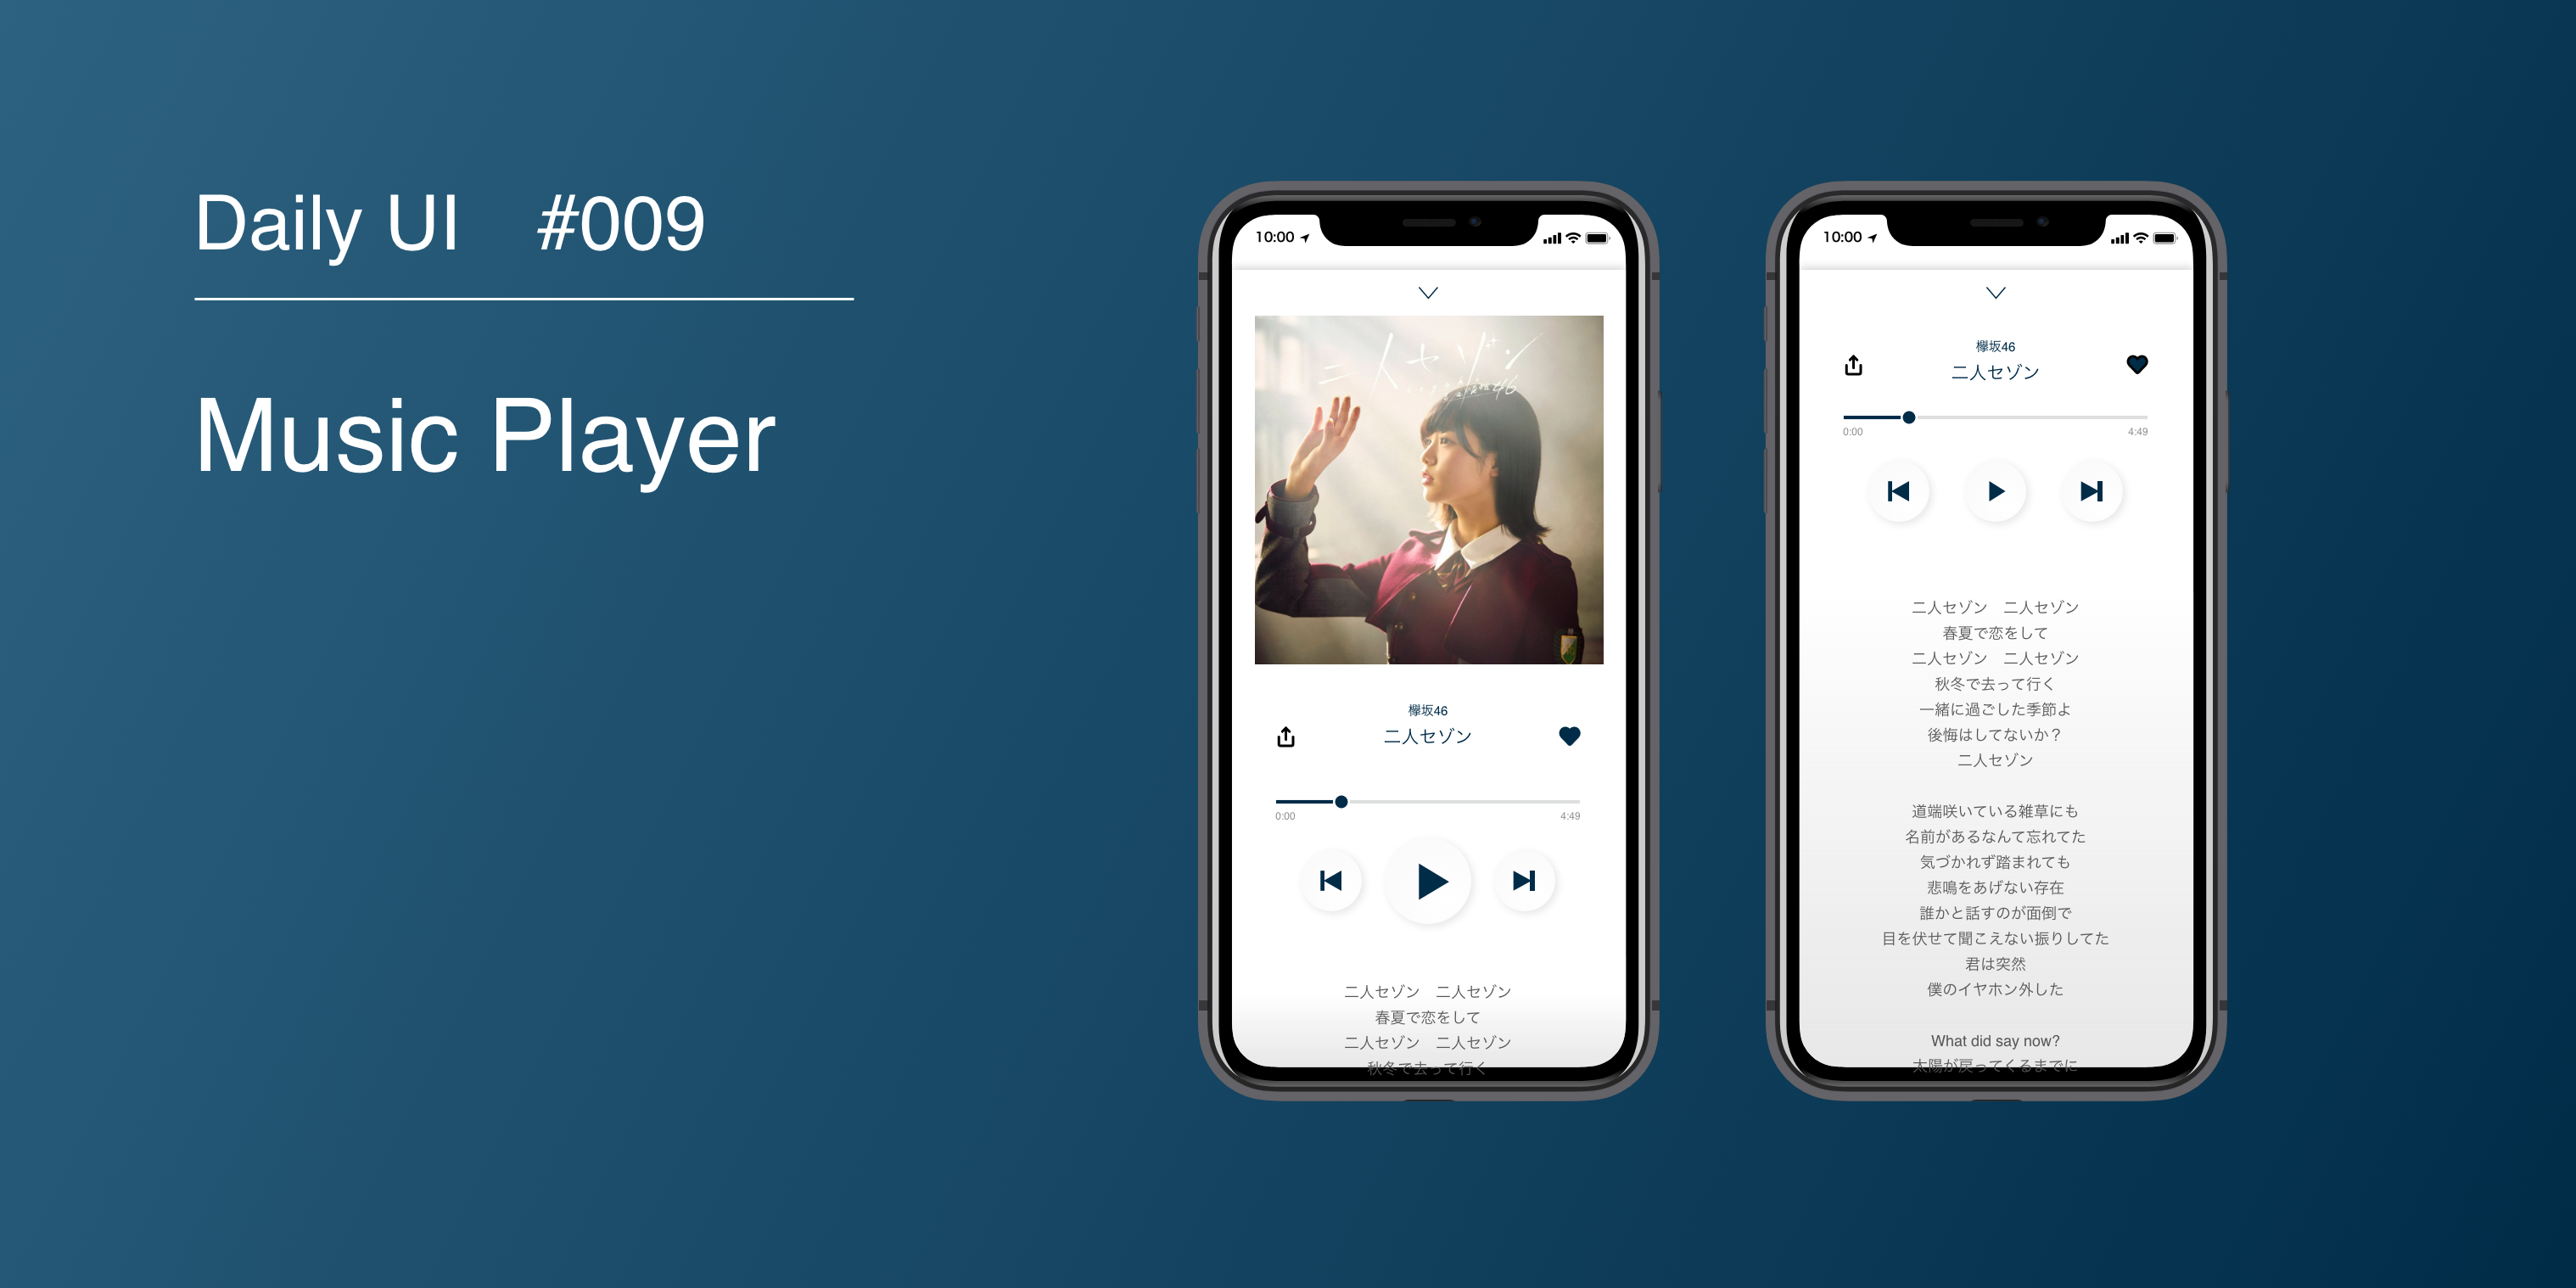 Daily UI #009
Music Player
10:00
二人セゾン
欅坂46
二人セゾン
0:00 4:49
二人セゾン 二人セゾン
春夏で恋をして
二人セゾン 二人セゾン
秋冬で去って行く
10:00
欅坂46
二人セゾン
0:00 4:49
二人セゾン 二人セゾン
春夏で恋をして
二人セゾン 二人セゾン
秋冬で去って行く
一緒に過ごした季節よ
後悔はしてないか？
二人セゾン
道端咲いている雑草にも
名前があるなんて忘れてた
気づかれず踏まれても
悲鳴をあげない存在
誰かと話すのが面倒で
目を伏せて聞こえない振りしてた
君は突然
僕のイヤホン外した
What did say now?
太陽が戻ってくるまでに